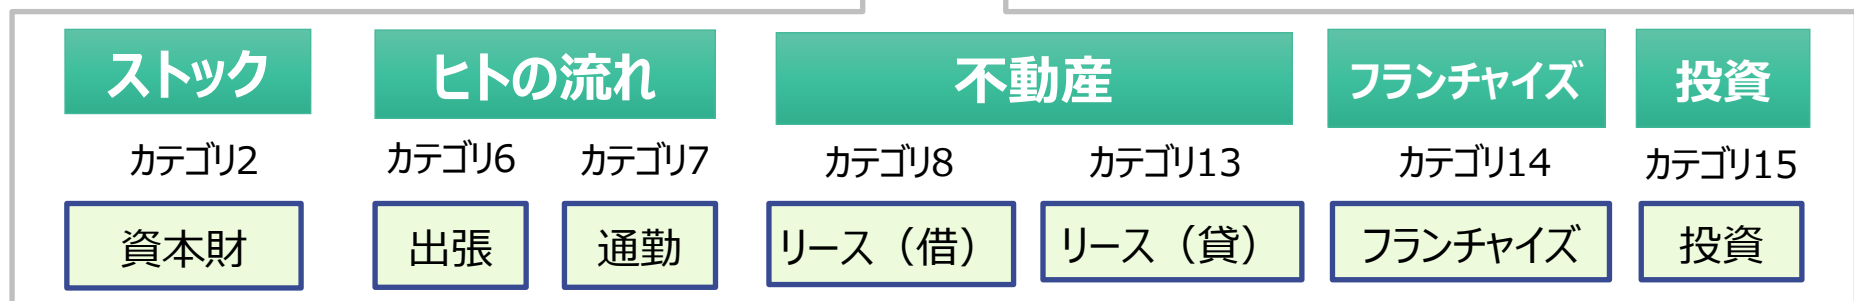 ストック ヒトの流れ 不動産 フランチャイズ 投資
カテゴリ2 カテゴリ6 カテゴリ7 カテゴリ8 カテゴリ13 カテゴリ14 カテゴリ15
資本財 出張 通勤 リース（借） リース（貸） フランチャイズ 投資